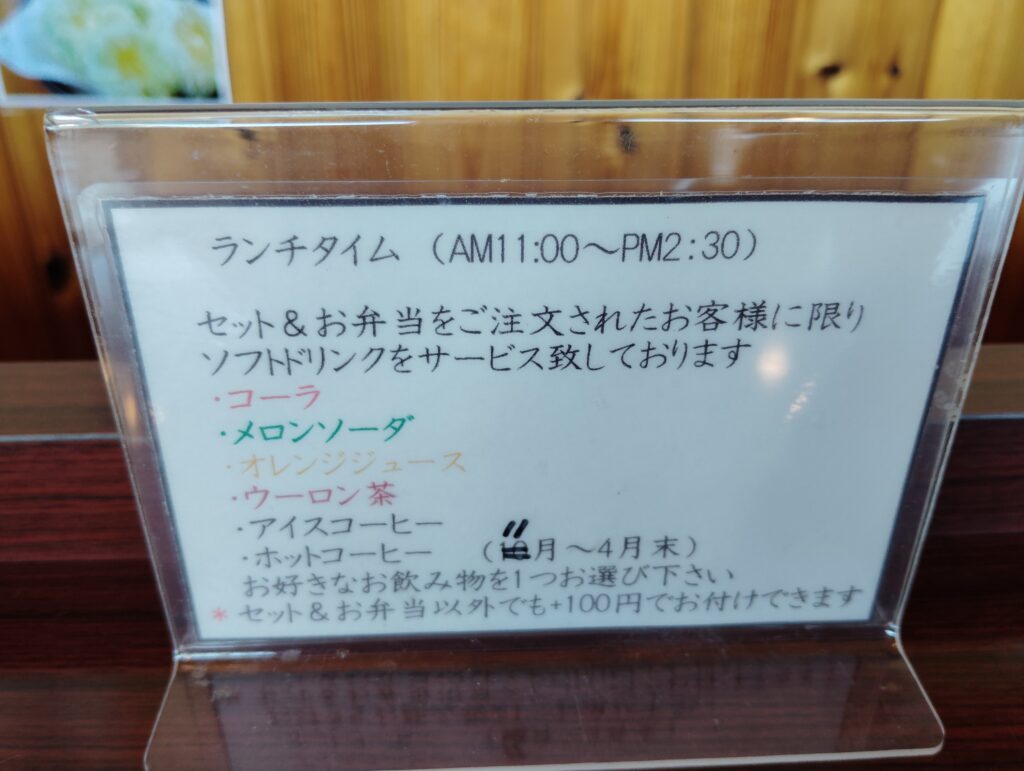 ランチタイム （AM11:00～PM2:30）
セット＆お弁当をご注文されたお客様に限り
ソフトドリンクをサービス致しております
・コーラ
・メロンソーダ
・オレンジジュース
・ウーロン茶
・アイスコーヒー
・ホットコーヒー （11月～4月末）
お好きなお飲み物を1つお選び下さい
* セット＆お弁当以外でも+100円でお付けできます